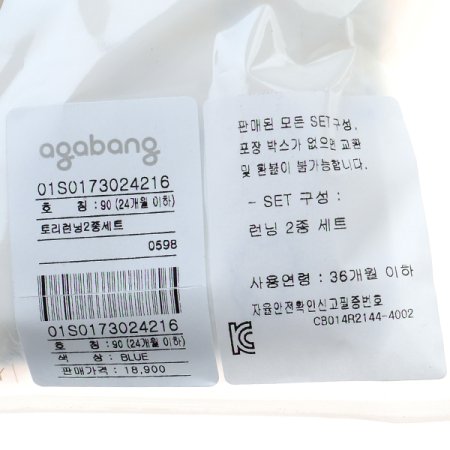 agabang
01S0173024216
호 칭 : 90 (24개월 이하)
토리런닝2종세트
0598
01S0173024216
호 칭 : 90 (24개월 이하)
색 상 : BLUE
판매가격 : 18,900
판매된 모든 SET구성,
포장 박스가 없으면 교환
및 환불이 불가능합니다.
- SET 구성 :
런닝 2종 세트
사용연령 : 36개월 이하
자율안전확인신고필증번호
CB014R2144-4002